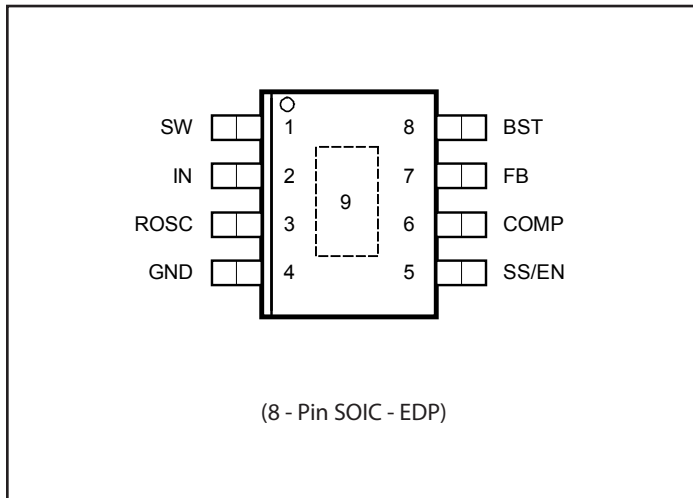 SW 1 8 BST
IN 2 7 FB
9
ROSC 3 6 COMP
GND 4 5 SS/EN
(8 - Pin SOIC - EDP)